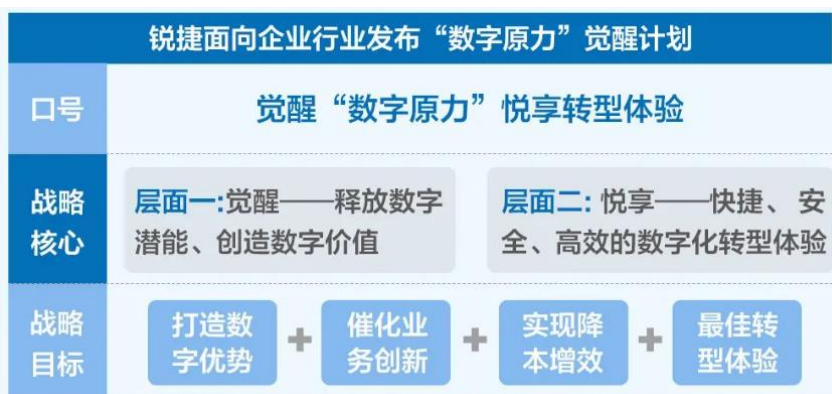 锐捷面向企业行业发布“数字原力”觉醒计划
口号
觉醒“数字原力”悦享转型体验
战略
核心
层面一:觉醒——释放数字
潜能、创造数字价值
层面二: 悦享——快捷、安
全、高效的数字化转型体验
战略
目标
打造数
字优势
+
催化业
务创新
+
实现降
本增效
+
最佳转
型体验